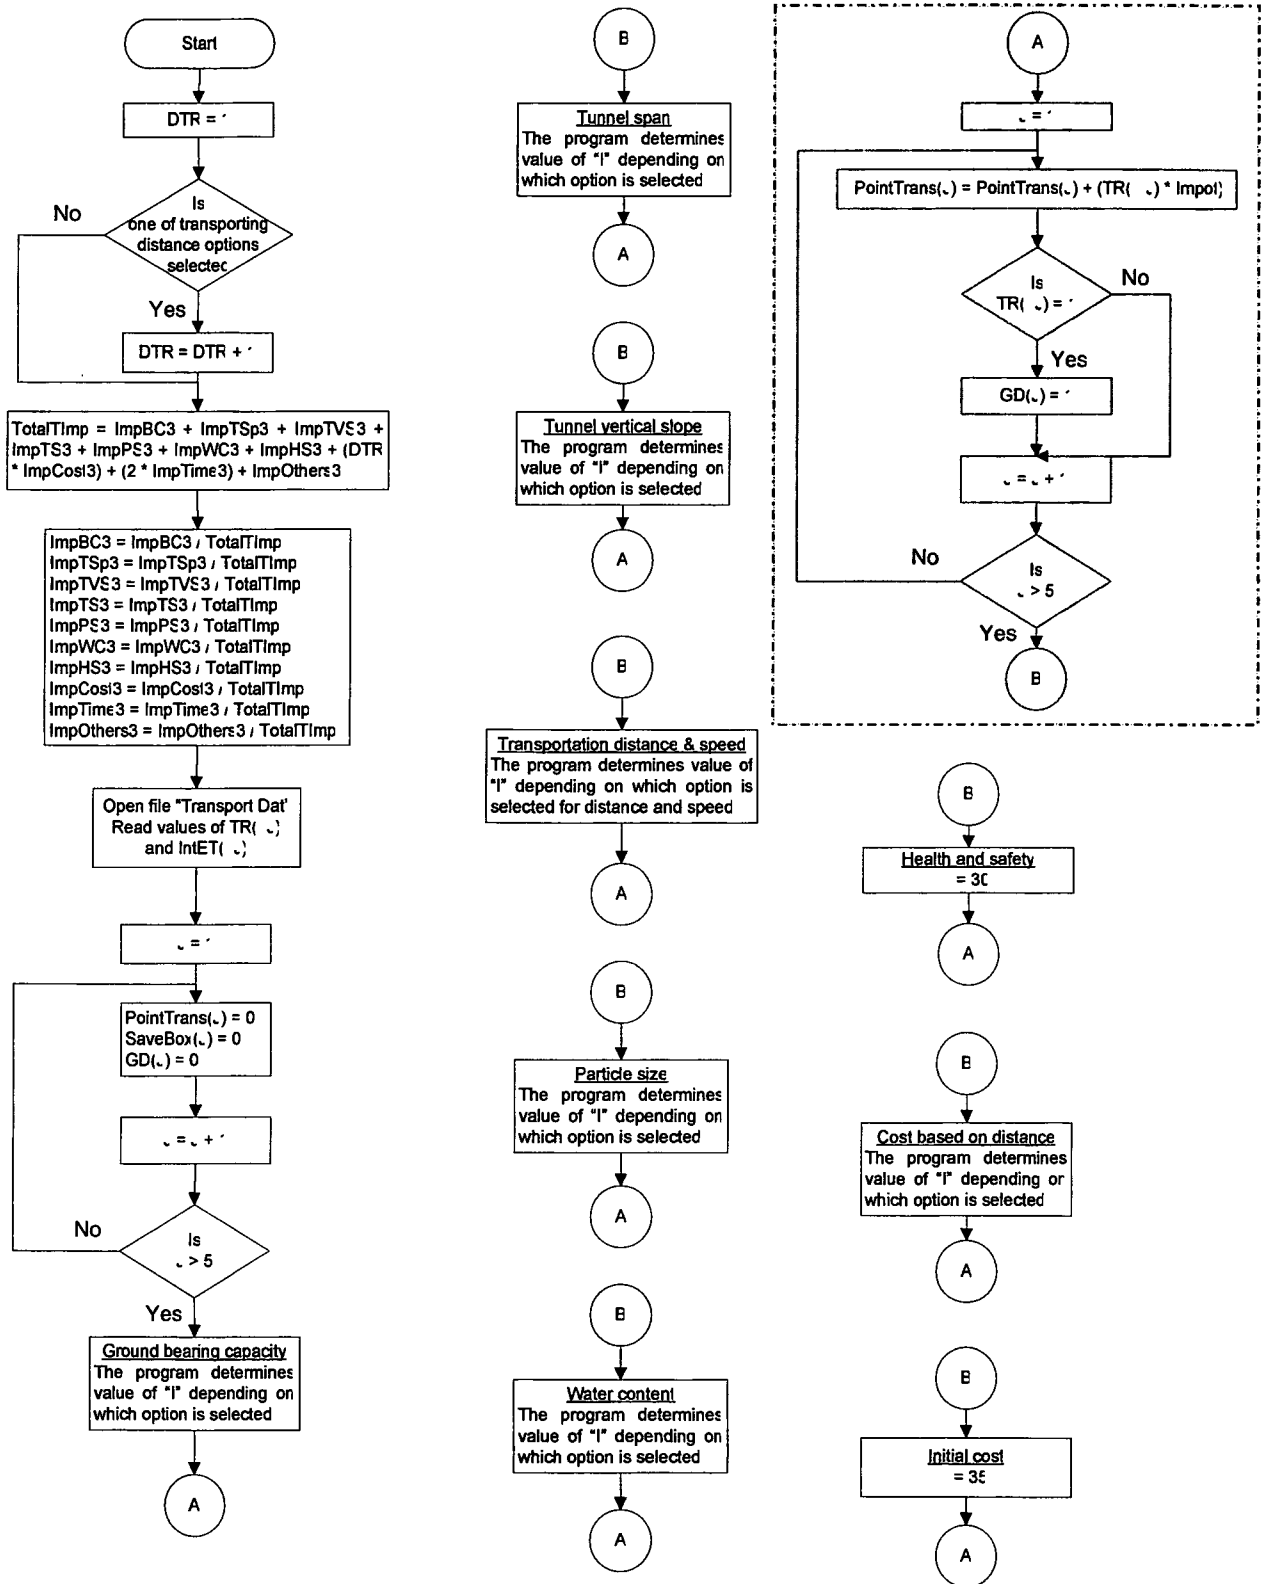 Start
DTR =
Is
one of transporting
distance options
selected
No
Yes
DTR = DTR +
TotalTImp = ImpBC3 + ImpTSp3 + ImpTVS3 +
ImpTS3 + ImpPS3 + ImpWC3 + ImpHS3 + (DTR
* ImpCost3) + (2 * ImpTime3) + ImpOthers3
ImpBC3 = ImpBC3 / TotalTImp
ImpTSp3 = ImpTSp3 / TotalTImp
ImpTVS3 = ImpTVS3 / TotalTImp
ImpTS3 = ImpTS3 / TotalTImp
ImpPS3 = ImpPS3 / TotalTImp
ImpWC3 = ImpWC3 / TotalTImp
ImpHS3 = ImpHS3 / TotalTImp
ImpCost3 = ImpCost3 / TotalTImp
ImpTime3 = ImpTime3 / TotalTImp
ImpOthers3 = ImpOthers3 / TotalTImp
Open file "Transport Dat"
Read values of TR( )
and IntET( )
=
PointTrans( ) = 0
SaveBox( ) = 0
GD( ) = 0
= +
Is
> 5
No
Yes
Ground bearing capacity
The program determines
value of "I" depending on
which option is selected
A
B
Tunnel span
The program determines
value of "I" depending on
which option is selected
A
B
Tunnel vertical slope
The program determines
value of "I" depending on
which option is selected
A
B
Transportation distance & speed
The program determines value of
"I" depending on which option is
selected for distance and speed
A
B
Particle size
The program determines
value of "I" depending on
which option is selected
A
B
Water content
The program determines
value of "I" depending on
which option is selected
A
A
=
PointTrans( ) = PointTrans( ) + (TR( ) * Impot)
Is
TR( ) =
No
Yes
GD( ) =
= +
Is
> 5
No
Yes
B
B
Health and safety
= 30
A
B
Cost based on distance
The program determines
value of "I" depending or
which option is selected
A
B
Initial cost
= 35
A